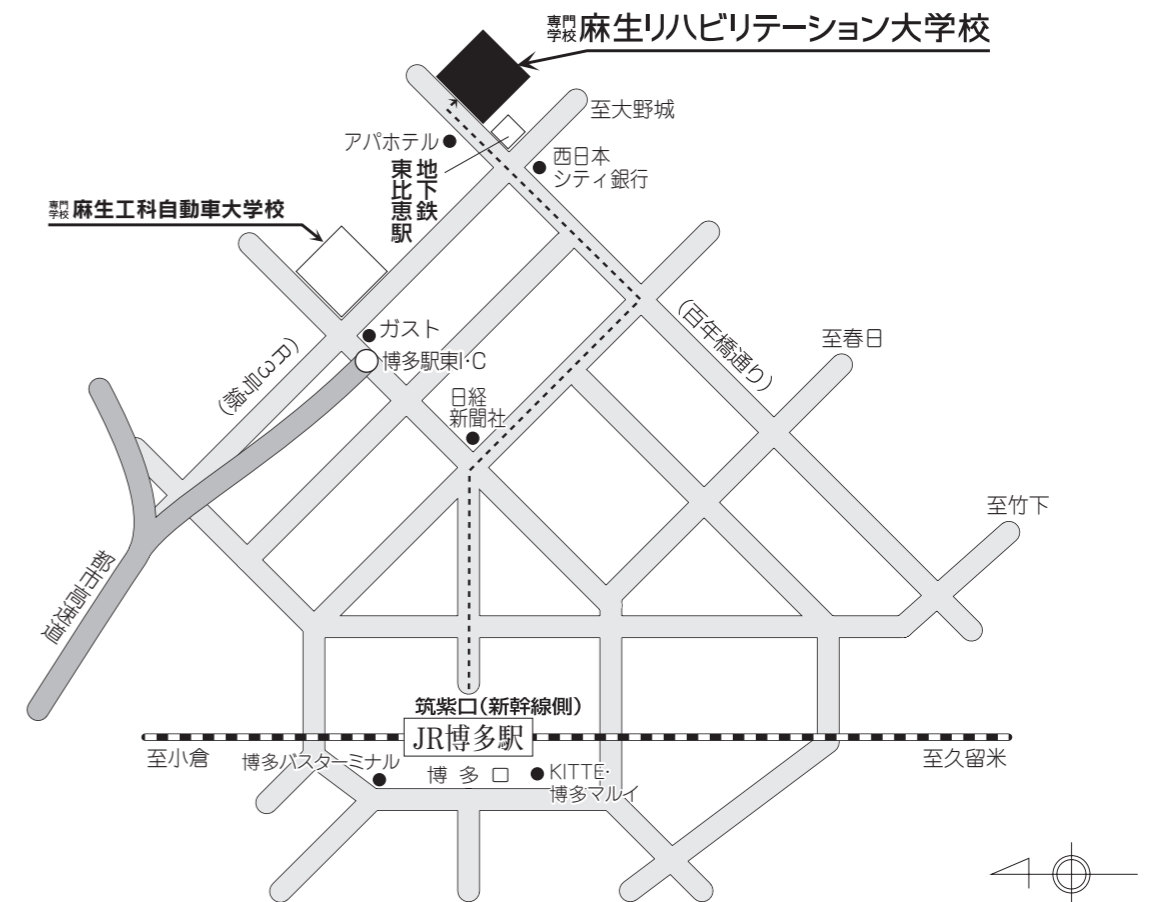 専門
学校 麻生リハビリテーション大学校
至大野城
アパホテル
西日本
シティ銀行
地下鉄
東比恵駅
専門
学校 麻生工科自動車大学校
ガスト
(R3号線)
博多駅東I・C
(百年橋通り)
至春日
日経
新聞社
至竹下
都市高速道
筑紫口(新幹線側)
JR博多駅
至小倉
博多バスターミナル
博多口
KITTE・
博多マルイ
至久留米